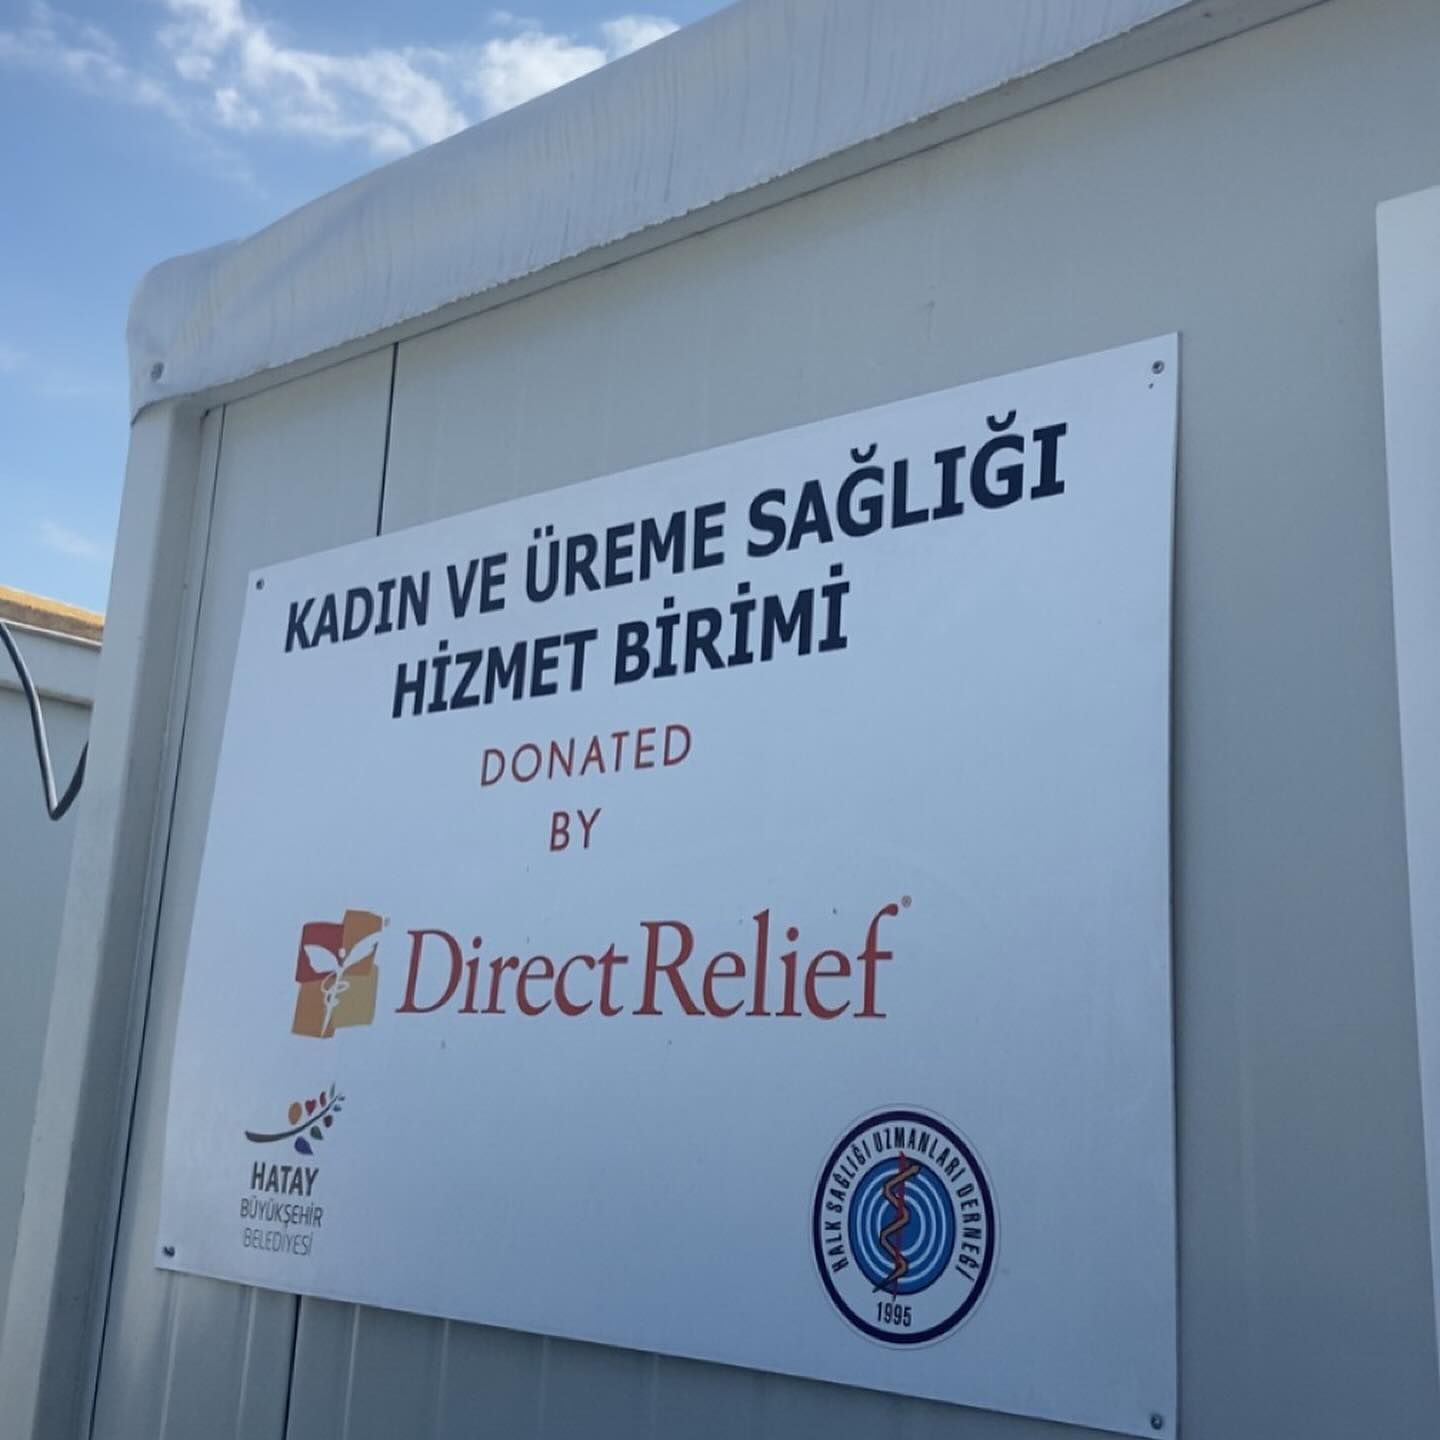 KADIN VE ÜREME SAĞLIĞI
HİZMET BİRİMİ
DONATED
BY
DirectRelief®
HATAY
BÜYÜKŞEHİR
BELEDİYESİ
HALK SAĞLIĞI UZMANLARI DERNEĞİ
1995